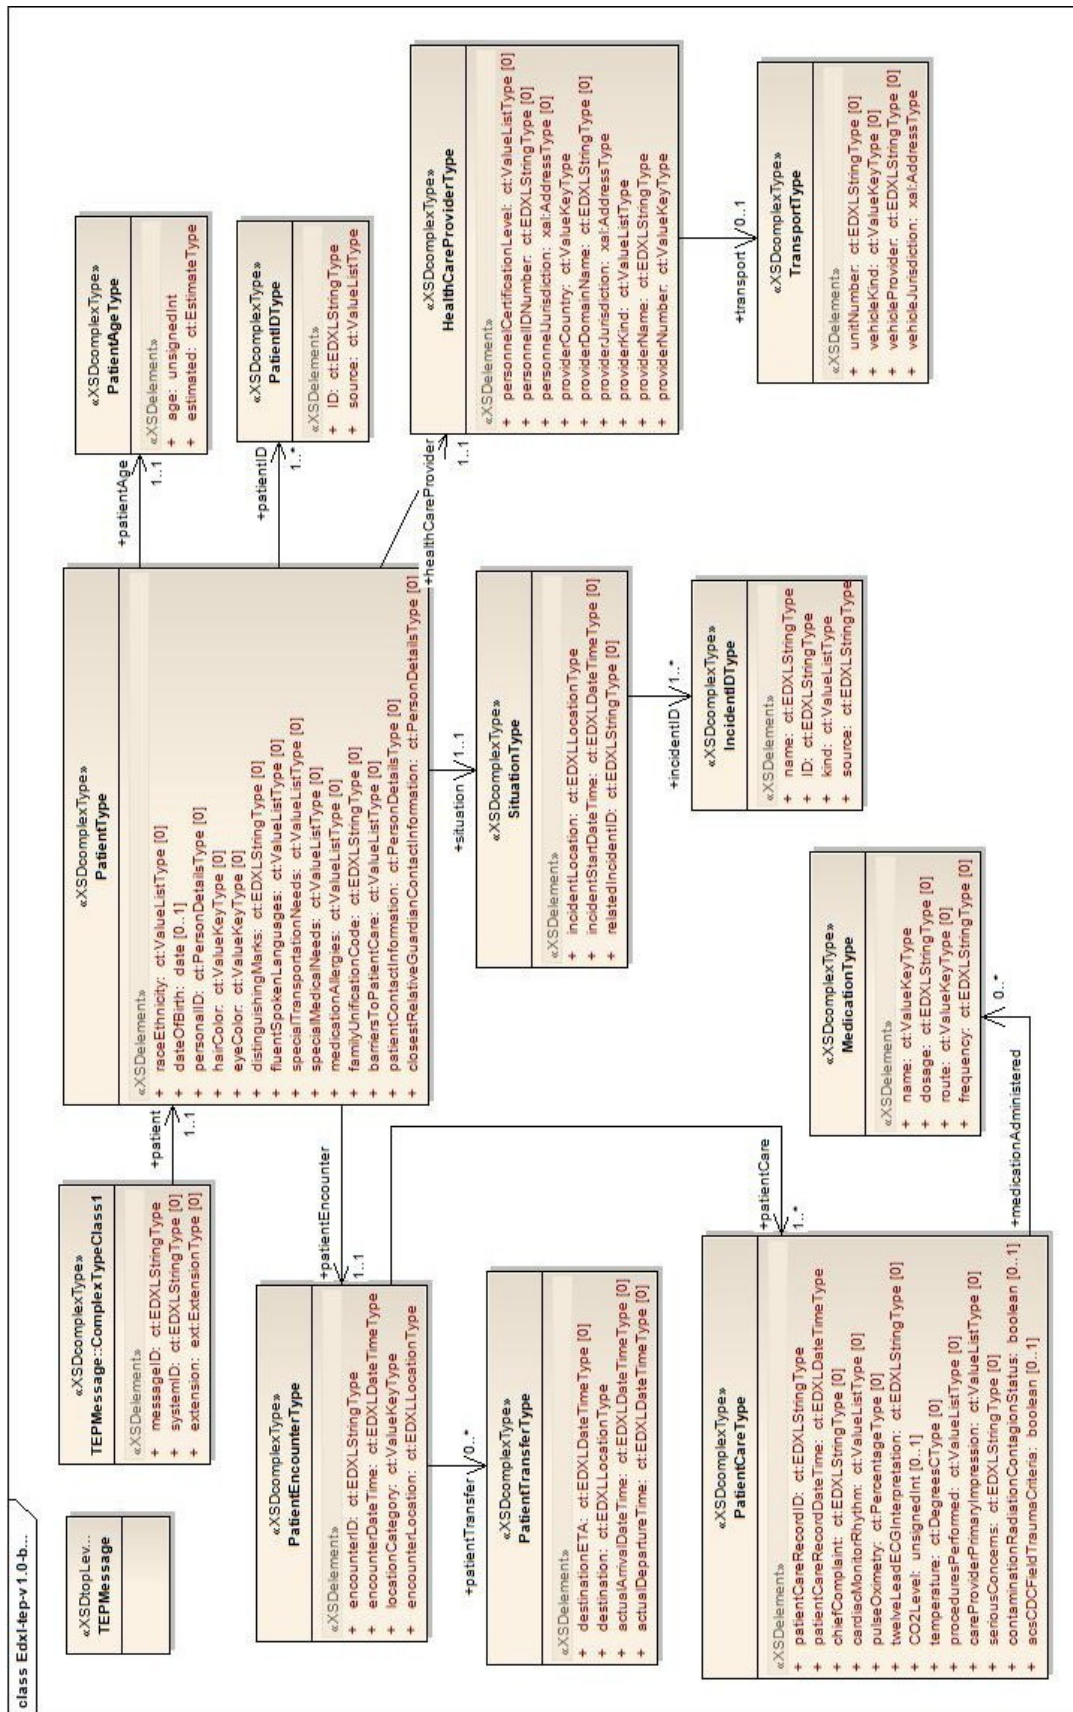 class Edxl-tep-v1.0-b...
«XSDtopLev...
TEPMessage
«XSDcomplexType»
TEPMessage::ComplexTypeClass1
«XSDelement»
+ messageID: ct:EDXLStringType
+ systemID: ct:EDXLStringType [0]
+ extension: ext:ExtensionType [0]
+patient
1..1
«XSDcomplexType»
PatientType
«XSDelement»
+ raceEthnicity: ct:ValueListType [0]
+ dateOfBirth: date [0..1]
+ personalID: ct:PersonDetailsType [0]
+ hairColor: ct:ValueKeyType [0]
+ eyeColor: ct:ValueKeyType [0]
+ distinguishingMarks: ct:EDXLStringType [0]
+ fluentSpokenLanguages: ct:ValueListType [0]
+ specialTransportationNeeds: ct:ValueListType [0]
+ specialMedicalNeeds: ct:ValueListType [0]
+ medicationAllergies: ct:ValueListType [0]
+ familyUnificationCode: ct:EDXLStringType [0]
+ barriersToPatientCare: ct:ValueListType [0]
+ patientContactInformation: ct:PersonDetailsType [0]
+ closestRelativeGuardianContactInformation: ct:PersonDetailsType [0]
+patientAge
1..1
«XSDcomplexType»
PatientAgeType
«XSDelement»
+ age: unsignedInt
+ estimated: ct:EstimateType
+patientID
1..*
«XSDcomplexType»
PatientIDType
«XSDelement»
+ ID: ct:EDXLStringType
+ source: ct:ValueListType
+healthCareProvider
1..1
«XSDcomplexType»
HealthCareProviderType
«XSDelement»
+ personnelCertificationLevel: ct:ValueListType [0]
+ personnelIDNumber: ct:EDXLStringType [0]
+ personnelJurisdiction: xal:AddressType [0]
+ providerCountry: ct:ValueKeyType
+ providerDomainName: ct:EDXLStringType [0]
+ providerJurisdiction: xal:AddressType
+ providerKind: ct:ValueListType
+ providerName: ct:EDXLStringType
+ providerNumber: ct:ValueKeyType
+transport
0..1
«XSDcomplexType»
TransportType
«XSDelement»
+ unitNumber: ct:EDXLStringType [0]
+ vehicleKind: ct:ValueKeyType [0]
+ vehicleProvider: ct:EDXLStringType [0]
+ vehicleJurisdiction: xal:AddressType
+patientEncounter
1..1
«XSDcomplexType»
PatientEncounterType
«XSDelement»
+ encounterID: ct:EDXLStringType
+ encounterDateTime: ct:EDXLDateTimeType
+ locationCategory: ct:ValueKeyType
+ encounterLocation: ct:EDXLLocationType
+situation
1..1
«XSDcomplexType»
SituationType
«XSDelement»
+ incidentLocation: ct:EDXLLocationType
+ incidentStartDateTime: ct:EDXLDateTimeType [0]
+ relatedIncidentID: ct:EDXLStringType [0]
+incidentID
1..*
«XSDcomplexType»
IncidentIDType
«XSDelement»
+ name: ct:EDXLStringType
+ ID: ct:EDXLStringType
+ kind: ct:ValueListType
+ source: ct:EDXLStringType
+patientTransfer
0..*
«XSDcomplexType»
PatientTransferType
«XSDelement»
+ destinationETA: ct:EDXLDateTimeType [0]
+ destination: ct:EDXLLocationType
+ actualArrivalDateTime: ct:EDXLDateTimeType [0]
+ actualDepartureTime: ct:EDXLDateTimeType [0]
+patientCare
1..*
«XSDcomplexType»
PatientCareType
«XSDelement»
+ patientCareRecordID: ct:EDXLStringType
+ patientCareRecordDateTime: ct:EDXLDateTimeType
+ chiefComplaint: ct:EDXLStringType [0]
+ cardiacMonitorRhythm: ct:ValueListType [0]
+ pulseOximetry: ct:PercentageType [0]
+ twelveLeadECGInterpretation: ct:EDXLStringType [0]
+ CO2Level: unsignedInt [0..1]
+ temperature: ct:DegreesCType [0]
+ proceduresPerformed: ct:ValueListType [0]
+ careProviderPrimaryImpression: ct:ValueListType [0]
+ seriousConcerns: ct:EDXLStringType [0]
+ contaminationRadiationContagionStatus: boolean [0..1]
+ acsCDCFieldTraumaCriteria: boolean [0..1]
+medicationAdministered
0..*
«XSDcomplexType»
MedicationType
«XSDelement»
+ name: ct:ValueKeyType
+ dosage: ct:EDXLStringType [0]
+ route: ct:ValueKeyType [0]
+ frequency: ct:EDXLStringType [0]